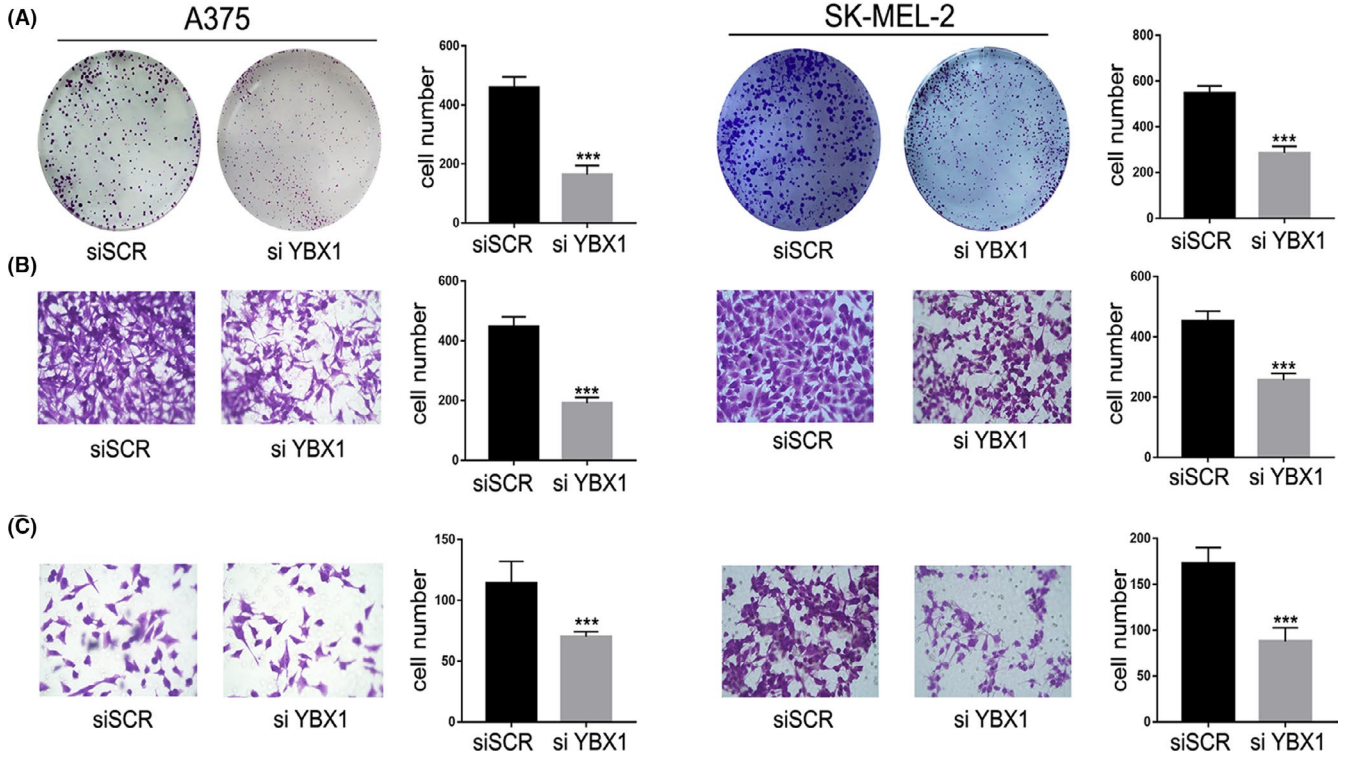 (A)
A375
SK-MEL-2
600
400
200
0
cell number
***
siSCR
si YBX1
siSCR
si YBX1
800
600
400
200
0
cell number
***
siSCR
si YBX1
siSCR
si YBX1
(B)
600
400
200
0
cell number
***
siSCR
si YBX1
siSCR
si YBX1
600
400
200
0
cell number
***
siSCR
si YBX1
siSCR
si YBX1
(C)
150
100
50
0
cell number
***
siSCR
si YBX1
siSCR
si YBX1
200
150
100
50
0
cell number
***
siSCR
si YBX1
siSCR
si YBX1